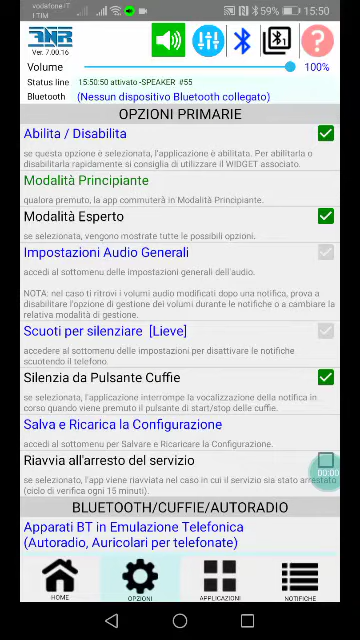 vodafone IT
I TIM
59%
15:50
BNR
Ver. 7.00.16
Volume
100%
Status line
15:50:50 attivato -SPEAKER #55
Bluetooth
(Nessun dispositivo Bluetooth collegato)
OPZIONI PRIMARIE
Abilita / Disabilita
se questa opzione è selezionata, l'applicazione è abilitata. Per abilitarla o
disabilitarla rapidamente si consiglia di utilizzare il WIDGET associato.
Modalità Principiante
qualora premuto, la app commuterà in Modalità Principiante.
Modalità Esperto
se selezionata, vengono mostrate tutte le possibili opzioni.
Impostazioni Audio Generali
accedi al sottomenu delle impostazioni generali dell'audio.
NOTA: nel caso ti ritrovi i volumi audio modificati dopo una notifica, prova a
disabilitare l'opzione di gestione dei volumi durante le notifiche o a cambiare la
relativa modalità di gestione.
Scuoti per silenziare [Lieve]
accedere al sottomenu delle impostazioni per disattivare le notifiche
scuotendo il telefono
Silenzia da Pulsante Cuffie
se selezionata, l'applicazione interrompe la vocalizzazione della notifica in
corso quando viene premuto il pulsante di start/stop delle cuffie.
Salva e Ricarica la Configurazione
accedi al sottomenu per Salvare e Ricaricare la Configurazione.
Riavvia all'arresto del servizio
00:00
se selezionata, l'app viene riavviata nel caso in cui il servizio sia stato arrestato
(ciclo di verifica ogni 15 minuti).
BLUETOOTH/CUFFIE/AUTORADIO
Apparati BT in Emulazione Telefonica
(Autoradio, Auricolari per telefonate)
HOME
OPZIONI
APPLICAZIONI
NOTIFICHE